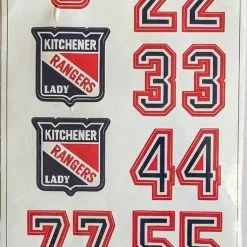 22
KITCHENER
RANGERS
LADY
33
KITCHENER
RANGERS
LADY
44
77
55